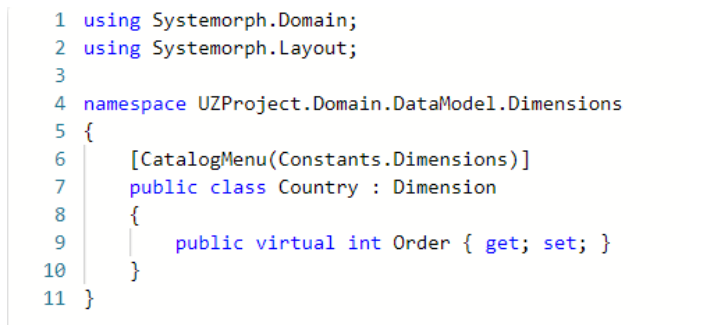 1 using Systemorph.Domain;
2 using Systemorph.Layout;
3
4 namespace UZProject.Domain.DataModel.Dimensions
5 {
6     [CatalogMenu(Constants.Dimensions)]
7     public class Country : Dimension
8     {
9         public virtual int Order { get; set; }
10     }
11 }